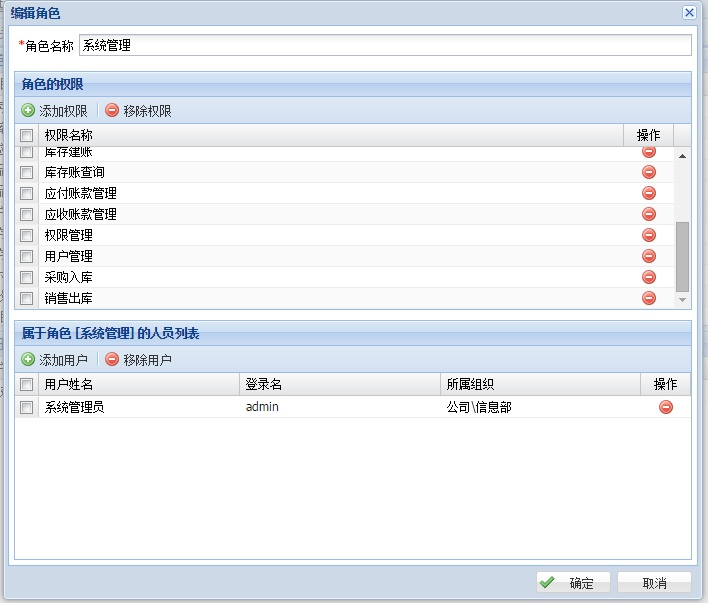 编辑角色
*角色名称 系统管理
角色的权限
添加权限 移除权限
权限名称 操作
库存建账
库存账查询
应付账款管理
应收账款管理
权限管理
用户管理
采购入库
销售出库
属于角色 [系统管理] 的人员列表
添加用户 移除用户
用户姓名 登录名 所属组织 操作
系统管理员 admin 公司\信息部
确定 取消